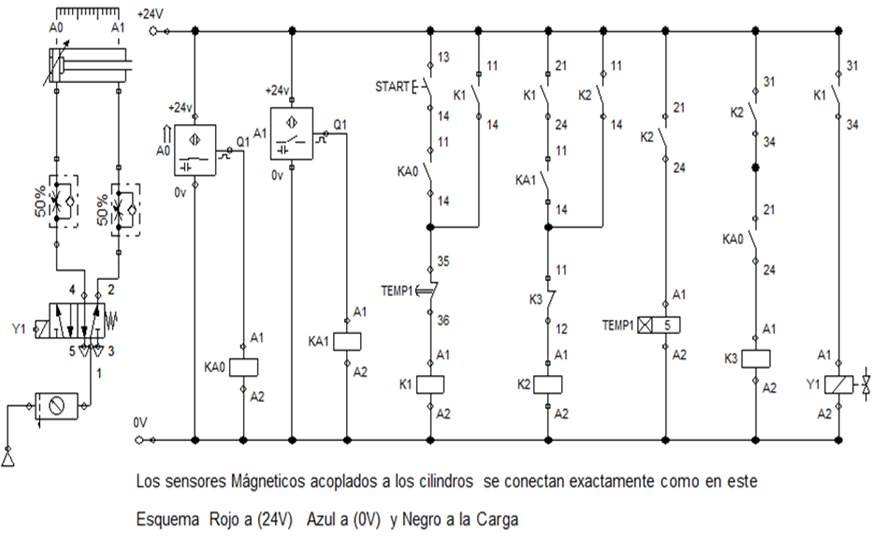 A0 A1 +24V
13 11 21 11 31 31
START K1 K1 K2 K2 K1
+24v +24v
14 14 24 14 34 34
A0 Q1 A1 Q1
11 11 21
KA0 KA1 K2
0v 0v
14 14 24
50% 50%
21
KA0
24
35 11
TEMP1 K3
36 12
4 2
Y1
5 3
1
A1 A1 A1 A1 A1 A1 A1
KA0 KA1 K1 K2 TEMP1 5 K3 Y1
A2 A2 A2 A2 A2 A2 A2
0V
Los sensores Mágneticos acoplados a los cilindros se conectan exactamente como en este
Esquema Rojo a (24V) Azul a (0V) y Negro a la Carga